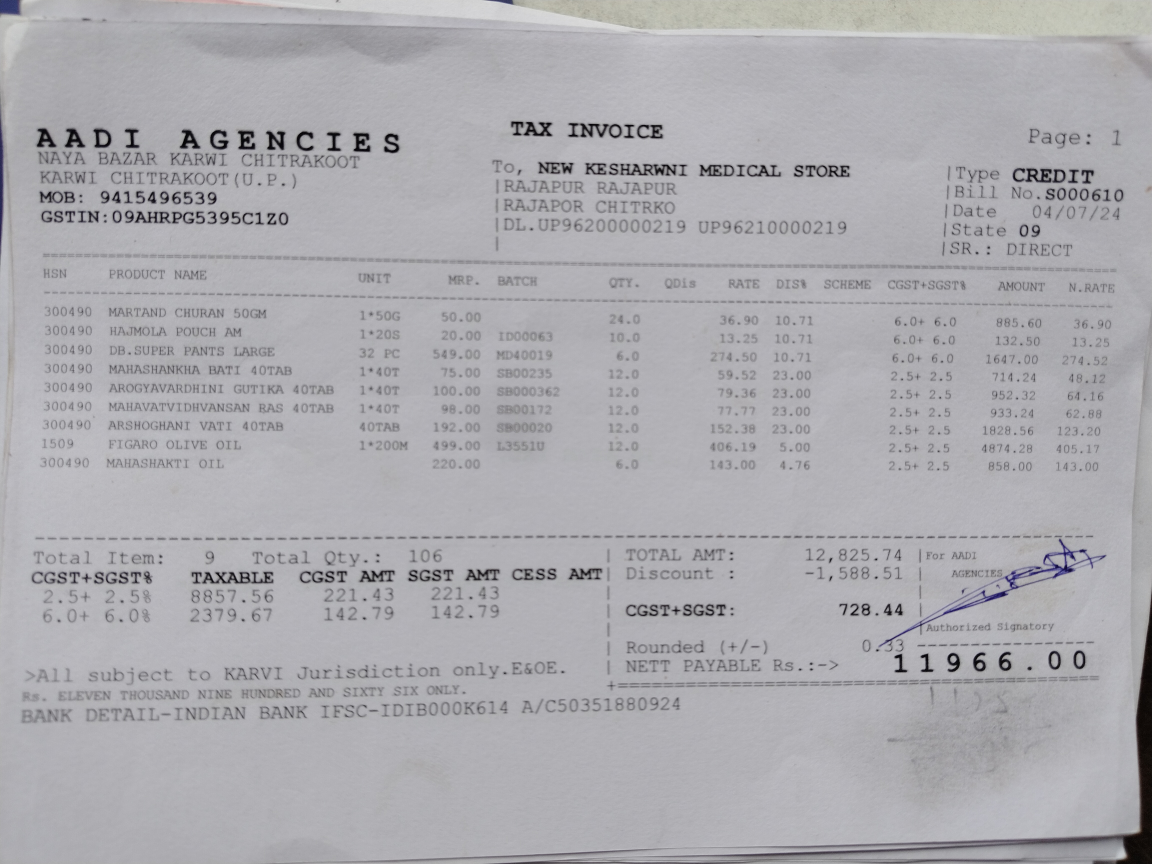 AADI AGENCIES
NAYA BAZAR KARWI CHITRAKOOT
KARWI CHITRAKOOT(U.P.)
MOB: 9415496539
GSTIN:09AHRPG5395C1Z0
TAX INVOICE
To, NEW KESHARWNI MEDICAL STORE
|RAJAPUR RAJAPUR
|RAJAPOR CHITRKO
|DL.UP96200000219 UP96210000219
|
Page: 1
|Type CREDIT
|Bill No.S000610
|Date 04/07/24
|State 09
|SR.: DIRECT
HSN PRODUCT NAME UNIT MRP. BATCH QTY. QDis RATE DIS% SCHEME CGST+SGST% AMOUNT N.RATE
300490 MARTAND CHURAN 50GM 1*50G 50.00 24.0 36.90 10.71 6.0+ 6.0 885.60 36.90
300490 HAJMOLA POUCH AM 1*20S 20.00 ID00063 10.0 13.25 10.71 6.0+ 6.0 132.50 13.25
300490 DB.SUPER PANTS LARGE 32 PC 549.00 MD40019 6.0 274.50 10.71 6.0+ 6.0 1647.00 274.52
300490 MAHASHANKHA BATI 40TAB 1*40T 75.00 SB00235 12.0 59.52 23.00 2.5+ 2.5 714.24 48.12
300490 AROGYAVARDHINI GUTIKA 40TAB 1*40T 100.00 SB000362 12.0 79.36 23.00 2.5+ 2.5 952.32 64.16
300490 MAHAVATVIDHVANSAN RAS 40TAB 1*40T 98.00 SB00172 12.0 77.77 23.00 2.5+ 2.5 933.24 62.88
300490 ARSHOGHANI VATI 40TAB 40TAB 192.00 SB00020 12.0 152.38 23.00 2.5+ 2.5 1828.56 123.20
1509 FIGARO OLIVE OIL 1*200M 499.00 L3551U 12.0 406.19 5.00 2.5+ 2.5 4874.28 405.17
300490 MAHASHAKTI OIL 220.00 6.0 143.00 4.76 2.5+ 2.5 858.00 143.00
Total Item: 9 Total Qty.: 106
CGST+SGST% TAXABLE CGST AMT SGST AMT CESS AMT
2.5+ 2.5% 8857.56 221.43 221.43
6.0+ 6.0% 2379.67 142.79 142.79
TOTAL AMT: 12,825.74
Discount : -1,588.51
CGST+SGST: 728.44
Rounded (+/-) 0.33
NETT PAYABLE Rs.:-> 11966.00
For AADI
AGENCIES
Authorized Signatory
>All subject to KARVI Jurisdiction only.E&OE.
Rs. ELEVEN THOUSAND NINE HUNDRED AND SIXTY SIX ONLY.
BANK DETAIL-INDIAN BANK IFSC-IDIB000K614 A/C50351880924